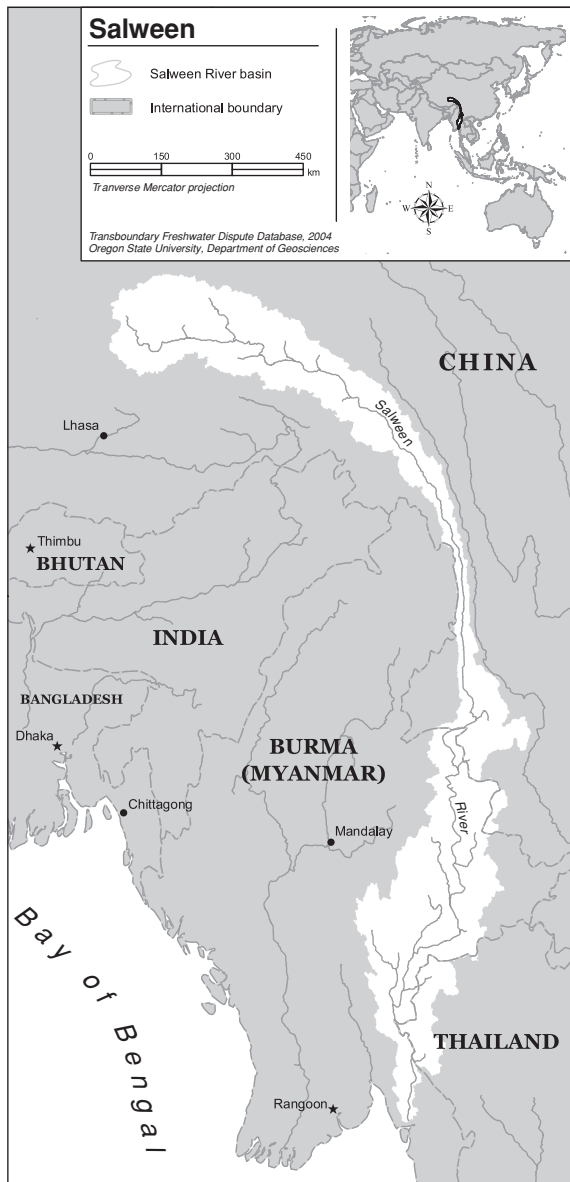 Salween
Salween River basin
International boundary
0 150 300 450
km
Tranverse Mercator projection
Transboundary Freshwater Dispute Database, 2004
Oregon State University, Department of Geosciences
N
W E
S
CHINA
Salween
Lhasa
Thimbu
BHUTAN
INDIA
BANGLADESH
Dhaka
BURMA
(MYANMAR)
Chittagong
River
Mandalay
Bay of Bengal
THAILAND
Rangoon